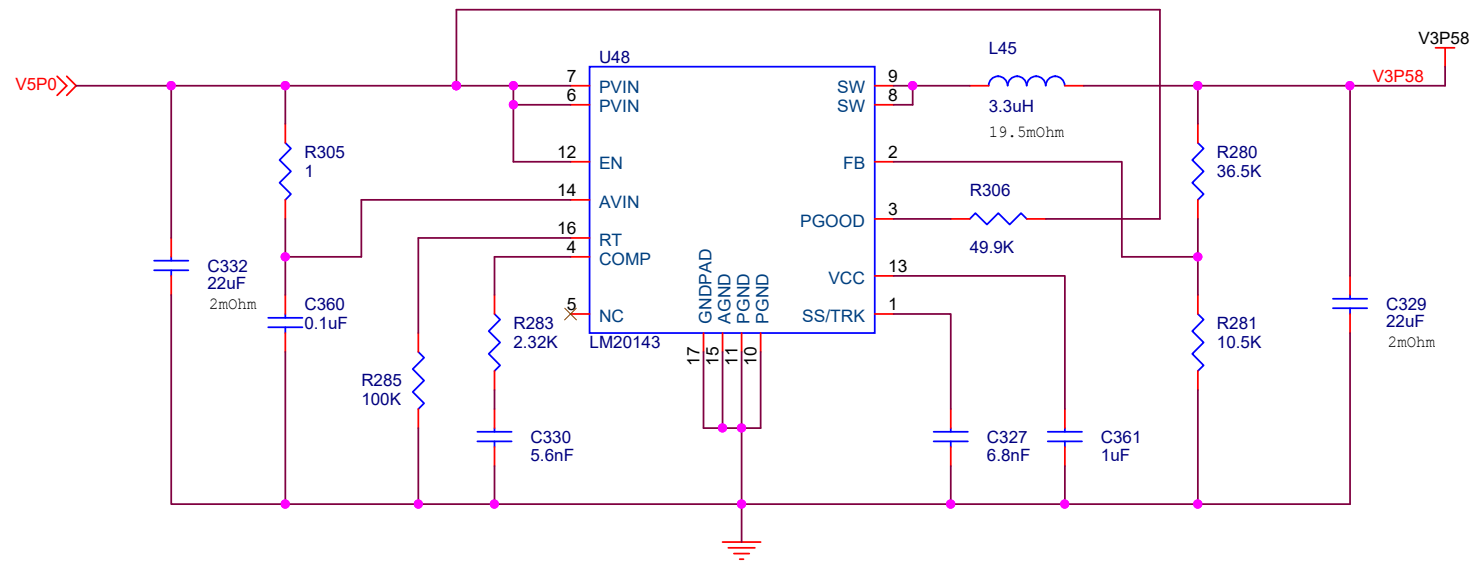 V5P0
R305
1
C332
22uF
2mOhm
C360
0.1uF
R285
100K
R283
2.32K
C330
5.6nF
U48
7
PVIN
6
PVIN
12
EN
14
AVIN
16
RT
4
COMP
5
NC
LM20143
GNDPAD
AGND
PGND
PGND
17
15
11
10
SW
9
SW
8
FB
2
PGOOD
3
VCC
13
SS/TRK
1
L45
3.3uH
19.5mOhm
R306
49.9K
C327
6.8nF
C361
1uF
R280
36.5K
R281
10.5K
V3P58
V3P58
C329
22uF
2mOhm